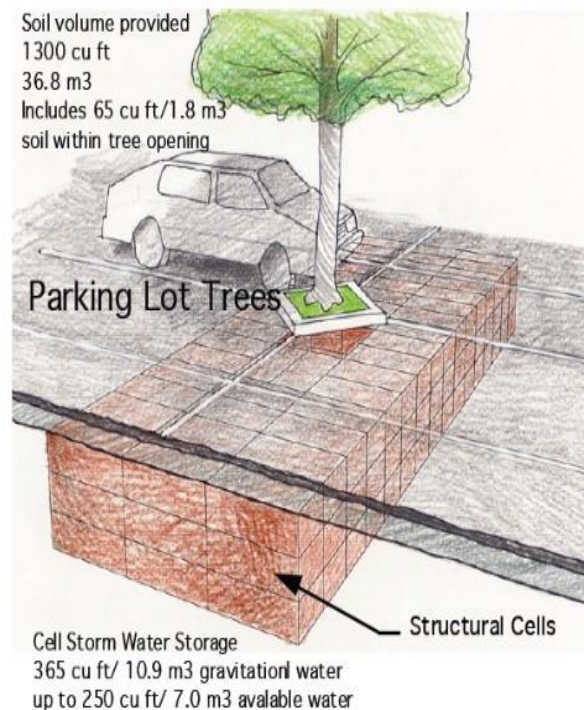 Soil volume provided
1300 cu ft
36.8 m3
Includes 65 cu ft/1.8 m3
soil within tree opening
Parking Lot Trees
Structural Cells
Cell Storm Water Storage
365 cu ft/ 10.9 m3 gravitationl water
up to 250 cu ft/ 7.0 m3 avalable water